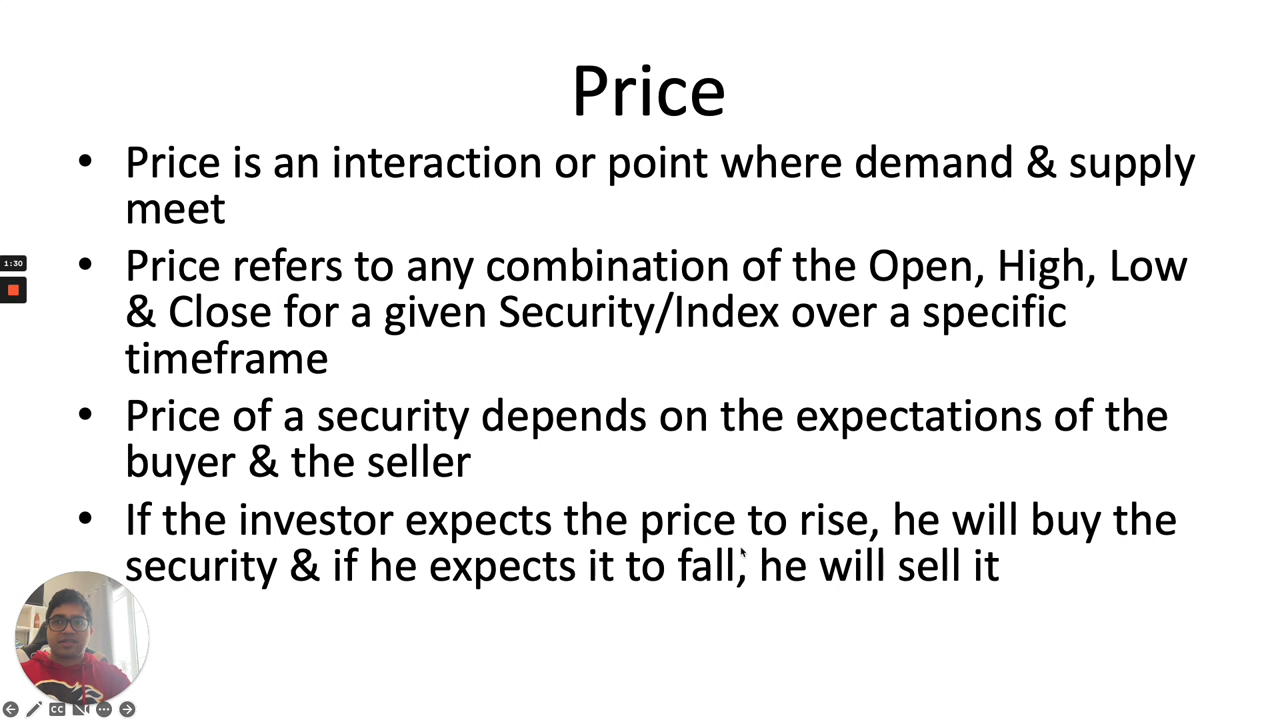 Price
• Price is an interaction or point where demand & supply
meet
• Price refers to any combination of the Open, High, Low
& Close for a given Security/Index over a specific
timeframe
• Price of a security depends on the expectations of the
buyer & the seller
• If the investor expects the price to rise, he will buy the
security & if he expects it to fall, he will sell it
1:30
CC